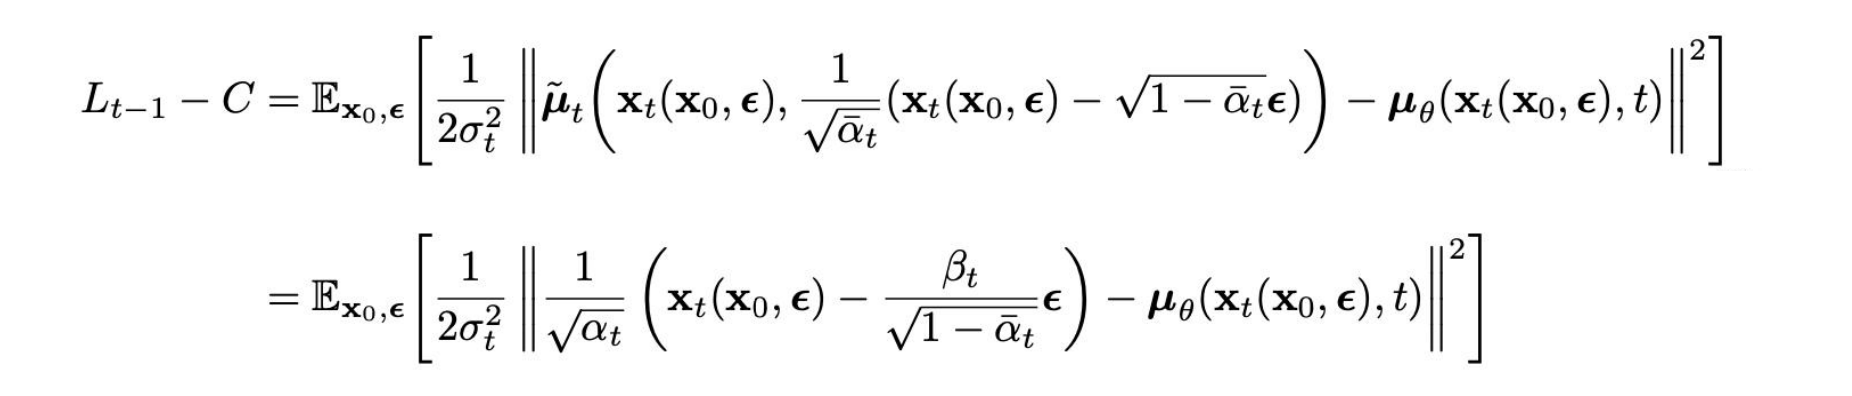 $L_{t-1} - C = \mathbb{E}_{\mathbf{x}_0, \boldsymbol{\epsilon}} \left[ \frac{1}{2\sigma_t^2} \left\| \tilde{\boldsymbol{\mu}}_t \left( \mathbf{x}_t(\mathbf{x}_0, \boldsymbol{\epsilon}), \frac{1}{\sqrt{\bar{\alpha}_t}} (\mathbf{x}_t(\mathbf{x}_0, \boldsymbol{\epsilon}) - \sqrt{1 - \bar{\alpha}_t} \boldsymbol{\epsilon}) \right) - \boldsymbol{\mu}_\theta(\mathbf{x}_t(\mathbf{x}_0, \boldsymbol{\epsilon}), t) \right\|^2 \right]$
$= \mathbb{E}_{\mathbf{x}_0, \boldsymbol{\epsilon}} \left[ \frac{1}{2\sigma_t^2} \left\| \frac{1}{\sqrt{\alpha_t}} \left( \mathbf{x}_t(\mathbf{x}_0, \boldsymbol{\epsilon}) - \frac{\beta_t}{\sqrt{1 - \bar{\alpha}_t}} \boldsymbol{\epsilon} \right) - \boldsymbol{\mu}_\theta(\mathbf{x}_t(\mathbf{x}_0, \boldsymbol{\epsilon}), t) \right\|^2 \right]$